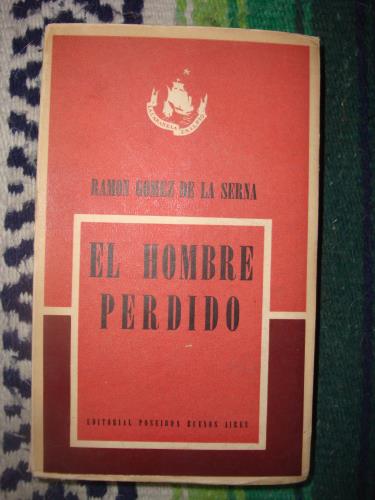 RAMON GOMEZ DE LA SERNA
EL HOMBRE
PERDIDO
EDITORIAL POSEIDON BUENOS AIRES